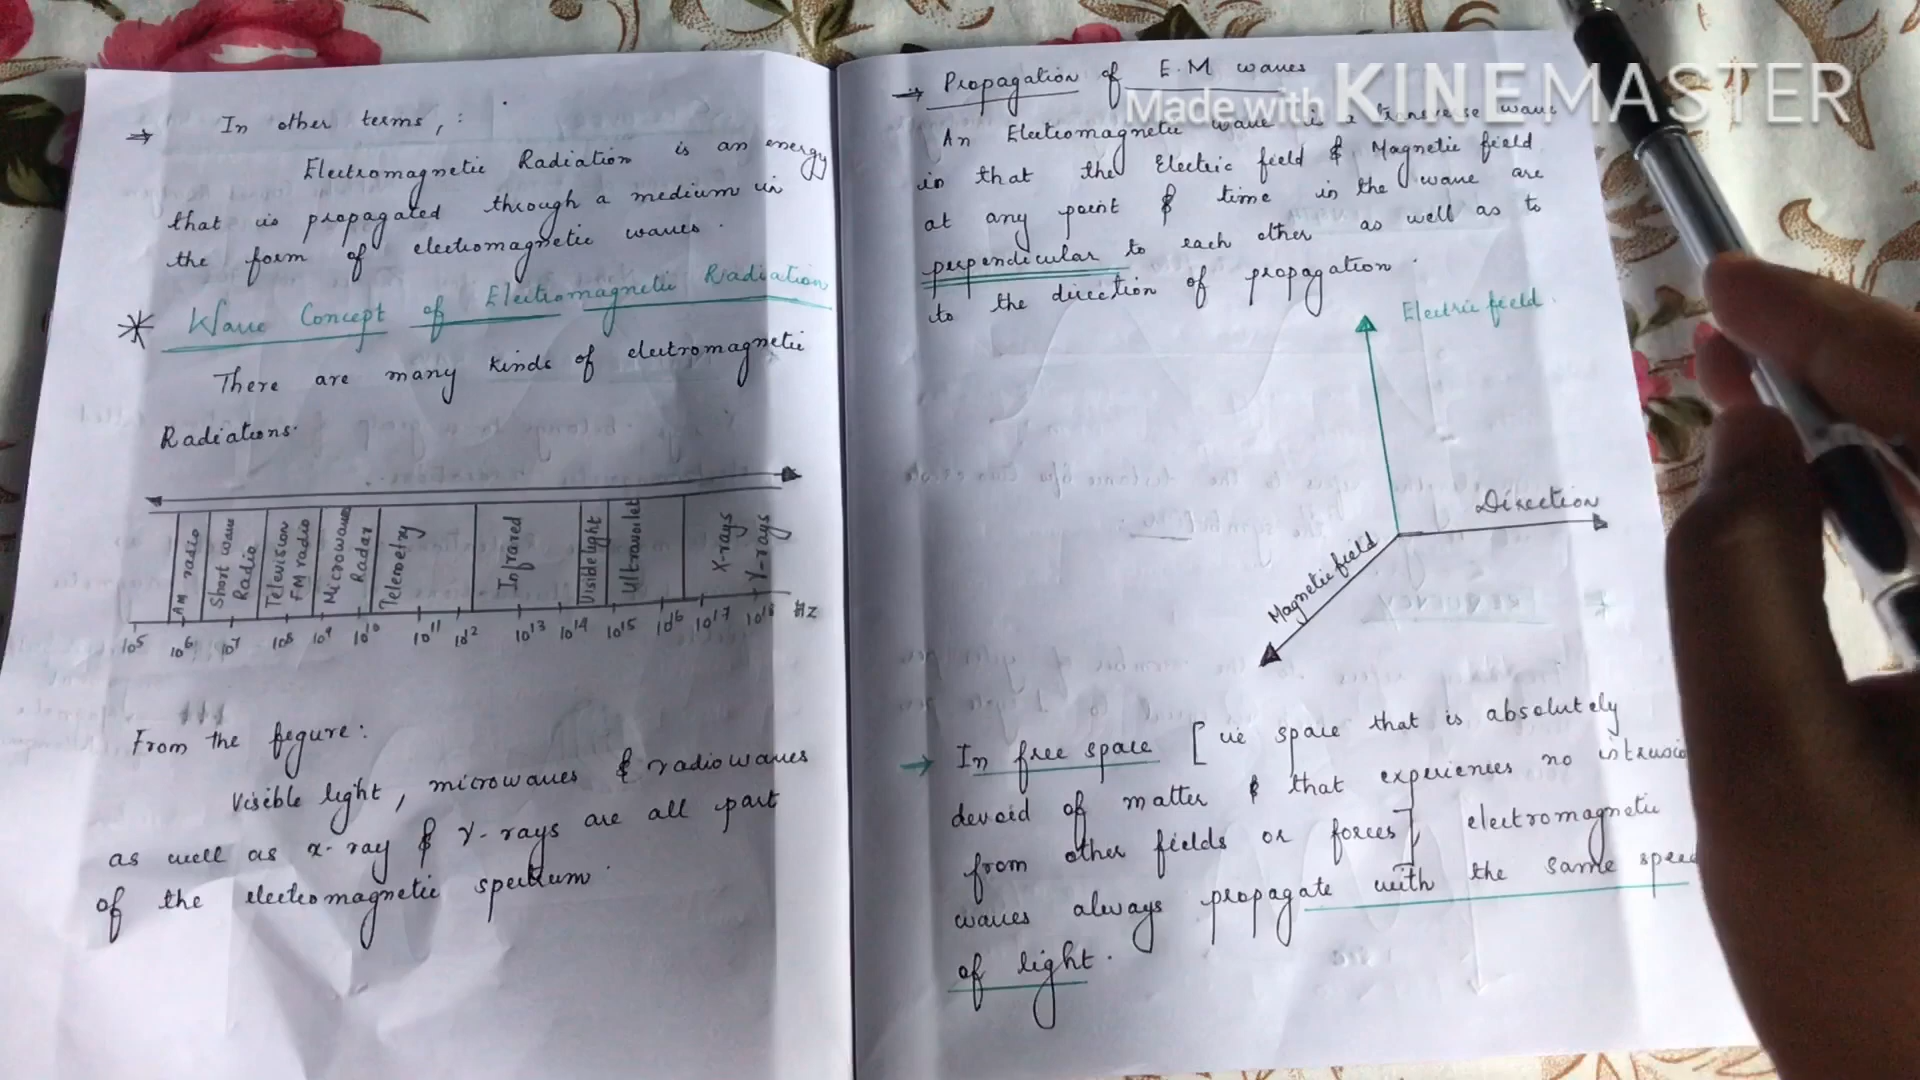 ⇒ In other terms, :
Electromagnetic Radiation is an energy
that is propagated through a medium in
the form of electromagnetic waves.
* Wave Concept of Electromagnetic Radiation
There are many kinds of electromagnetic
Radiations.
AM radio
Short wave Radio
Television FM radio
Microwaves Radar
Telemetry
Infrared
Visible light
Ultraviolet
X-rays
γ-rays
10⁵ 10⁶ 10⁷ 10⁸ 10⁹ 10¹⁰ 10¹¹ 10¹² 10¹³ 10¹⁴ 10¹⁵ 10¹⁶ 10¹⁷ 10¹⁸ HZ
From the figure:
Visible light, microwaves & radiowaves
as well as x-ray & γ-rays are all part
of the electromagnetic spectrum.
⇒ Propagation of E.M waves
Made with KINEMASTER
An Electromagnetic wave is a transverse wave
in that the Electric field & Magnetic field
at any point & time in the wave are
perpendicular to each other as well as to
to the direction of propagation.
Electric field.
Direction
Magnetic field
→ In free space [ie space that is absolutely
devoid of matter & that experiences no
from other fields or forces], electromagnetic
waves always propagate with the same speed
of light.